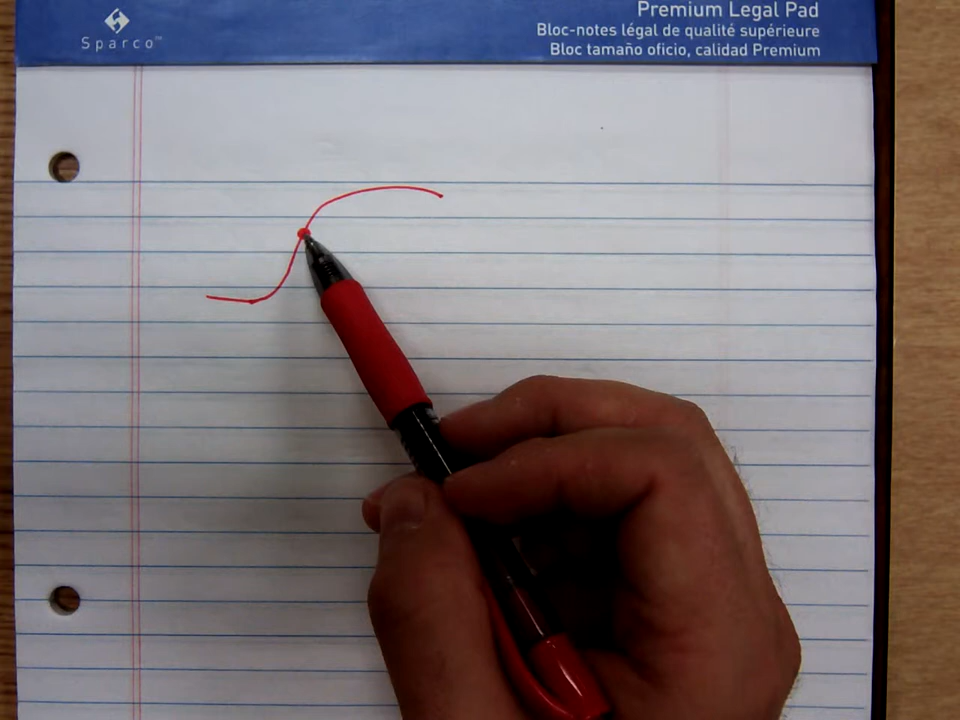 Sparco™
Premium Legal Pad
Bloc-notes légal de qualité supérieure
Bloc tamaño oficio, calidad Premium